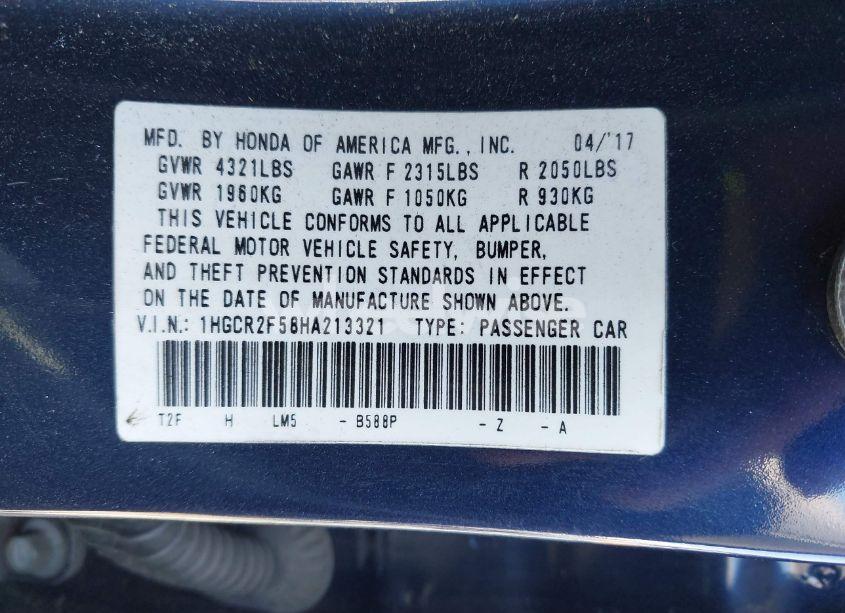 MFD. BY HONDA OF AMERICA MFG., INC. 04/'17
GVWR 4321LBS GAWR F 2315LBS R 2050LBS
GVWR 1960KG GAWR F 1050KG R 930KG
THIS VEHICLE CONFORMS TO ALL APPLICABLE
FEDERAL MOTOR VEHICLE SAFETY, BUMPER,
AND THEFT PREVENTION STANDARDS IN EFFECT
ON THE DATE OF MANUFACTURE SHOWN ABOVE.
V.I.N.: 1HGCR2F58HA213321 TYPE: PASSENGER CAR
T2F H LM5 - B588P - Z - A